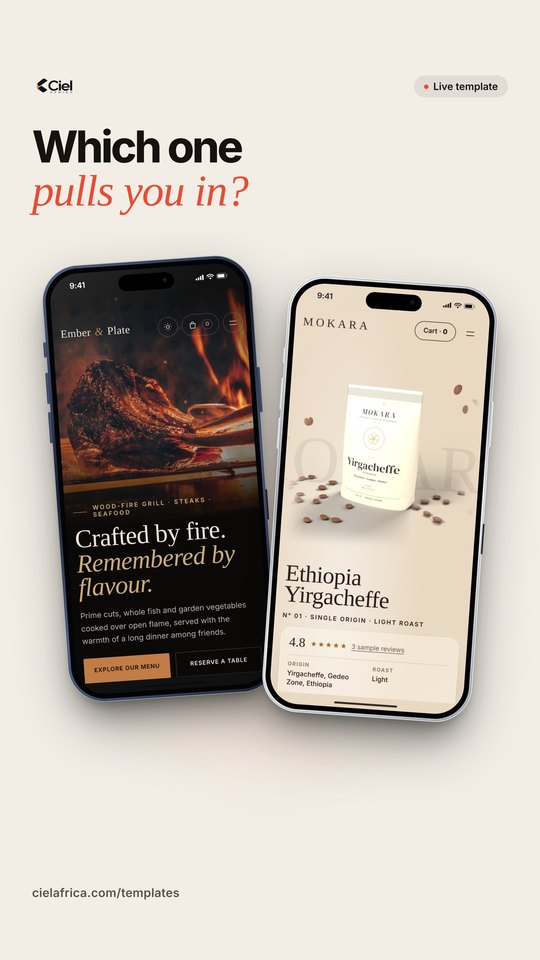 Ciel
Live template
Which one
pulls you in?
9:41
Ember & Plate
0
WOOD-FIRE GRILL · STEAKS ·
SEAFOOD
Crafted by fire.
Remembered by
flavour.
Prime cuts, whole fish and garden vegetables
cooked over open flame, served with the
warmth of a long dinner among friends.
EXPLORE OUR MENU
RESERVE A TABLE
9:41
MOKARA
Cart · 0
MOKARA
Yirgacheffe
Ethiopia
Yirgacheffe
Nº 01 · SINGLE ORIGIN · LIGHT ROAST
4.8 ★★★★★ 3 sample reviews
ORIGIN
Yirgacheffe, Gedeo
Zone, Ethiopia
ROAST
Light
cielafrica.com/templates